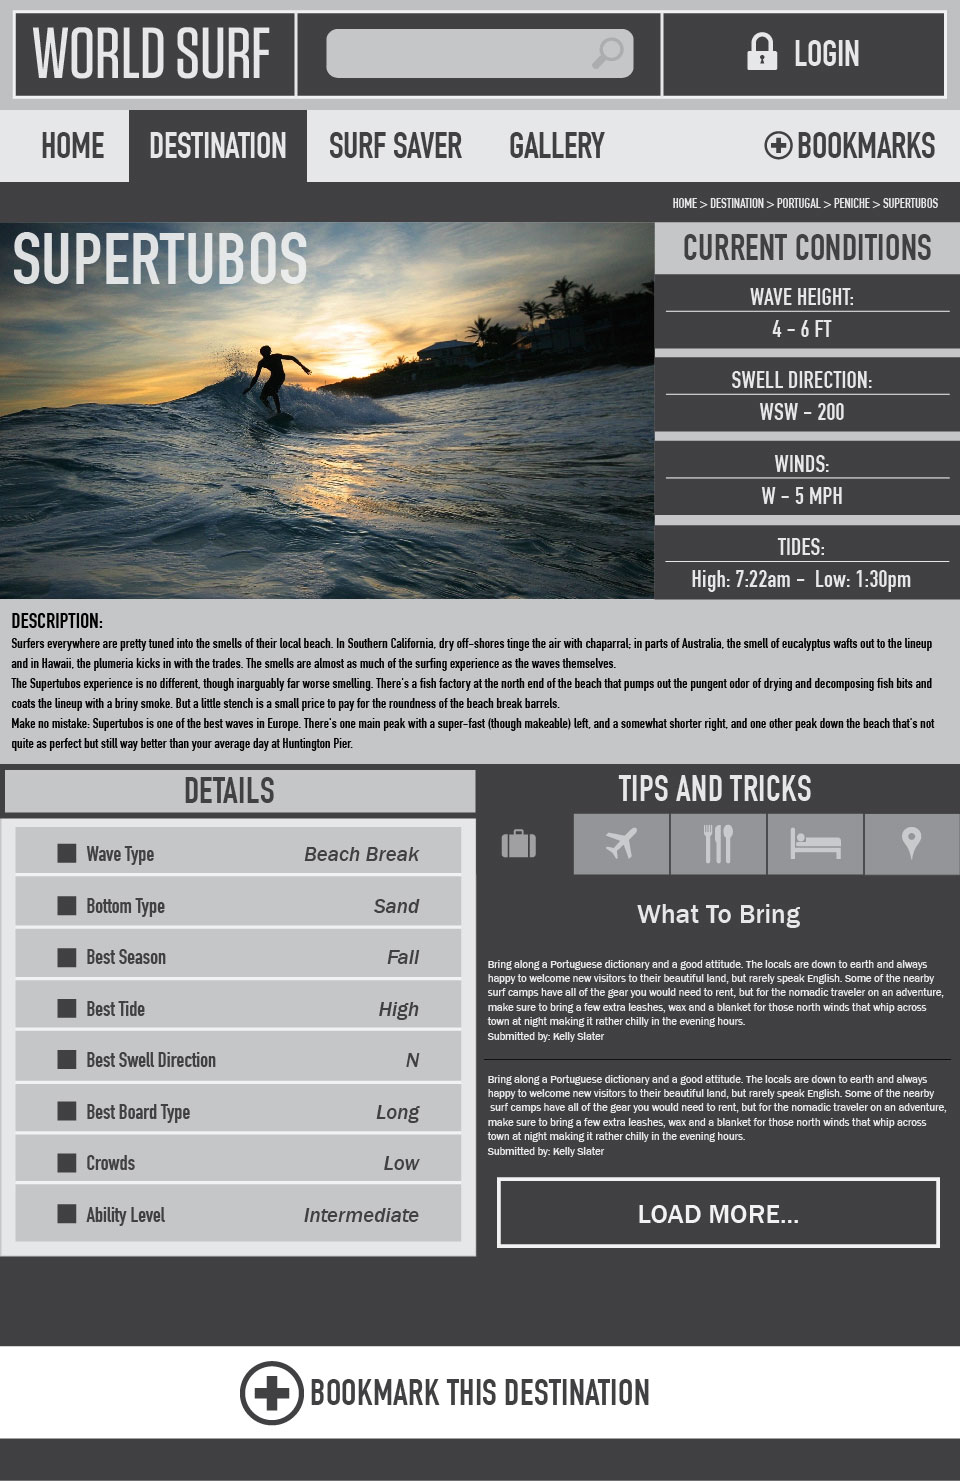 WORLD SURF
LOGIN
HOME
DESTINATION
SURF SAVER
GALLERY
BOOKMARKS
HOME > DESTINATION > PORTUGAL > PENICHE > SUPERTUBOS
SUPERTUBOS
CURRENT CONDITIONS
WAVE HEIGHT:
4 - 6 FT
SWELL DIRECTION:
WSW - 200
WINDS:
W - 5 MPH
TIDES:
High: 7:22am - Low: 1:30pm
DESCRIPTION:
Surfers everywhere are pretty tuned into the smells of their local beach. In Southern California, dry off-shores tinge the air with chaparral; in parts of Australia, the smell of eucalyptus wafts out to the lineup
and in Hawaii, the plumeria kicks in with the trades. The smells are almost as much of the surfing experience as the waves themselves.
The Supertubos experience is no different, though inarguably far worse smelling. There's a fish factory at the north end of the beach that pumps out the pungent odor of drying and decomposing fish bits and
coats the lineup with a briny smoke. But a little stench is a small price to pay for the roundness of the beach break barrels.
Make no mistake: Supertubos is one of the best waves in Europe. There's one main peak with a super-fast (though makeable) left, and a somewhat shorter right, and one other peak down the beach that's not
quite as perfect but still way better than your average day at Huntington Pier.
DETAILS
Wave Type Beach Break
Bottom Type Sand
Best Season Fall
Best Tide High
Best Swell Direction N
Best Board Type Long
Crowds Low
Ability Level Intermediate
TIPS AND TRICKS
What To Bring
Bring along a Portuguese dictionary and a good attitude. The locals are down to earth and always
happy to welcome new visitors to their beautiful land, but rarely speak English. Some of the nearby
surf camps have all of the gear you would need to rent, but for the nomadic traveler on an adventure,
make sure to bring a few extra leashes, wax and a blanket for those north winds that whip across
town at night making it rather chilly in the evening hours.
Submitted by: Kelly Slater
Bring along a Portuguese dictionary and a good attitude. The locals are down to earth and always
happy to welcome new visitors to their beautiful land, but rarely speak English. Some of the nearby
surf camps have all of the gear you would need to rent, but for the nomadic traveler on an adventure,
make sure to bring a few extra leashes, wax and a blanket for those north winds that whip across
town at night making it rather chilly in the evening hours.
Submitted by: Kelly Slater
LOAD MORE...
BOOKMARK THIS DESTINATION